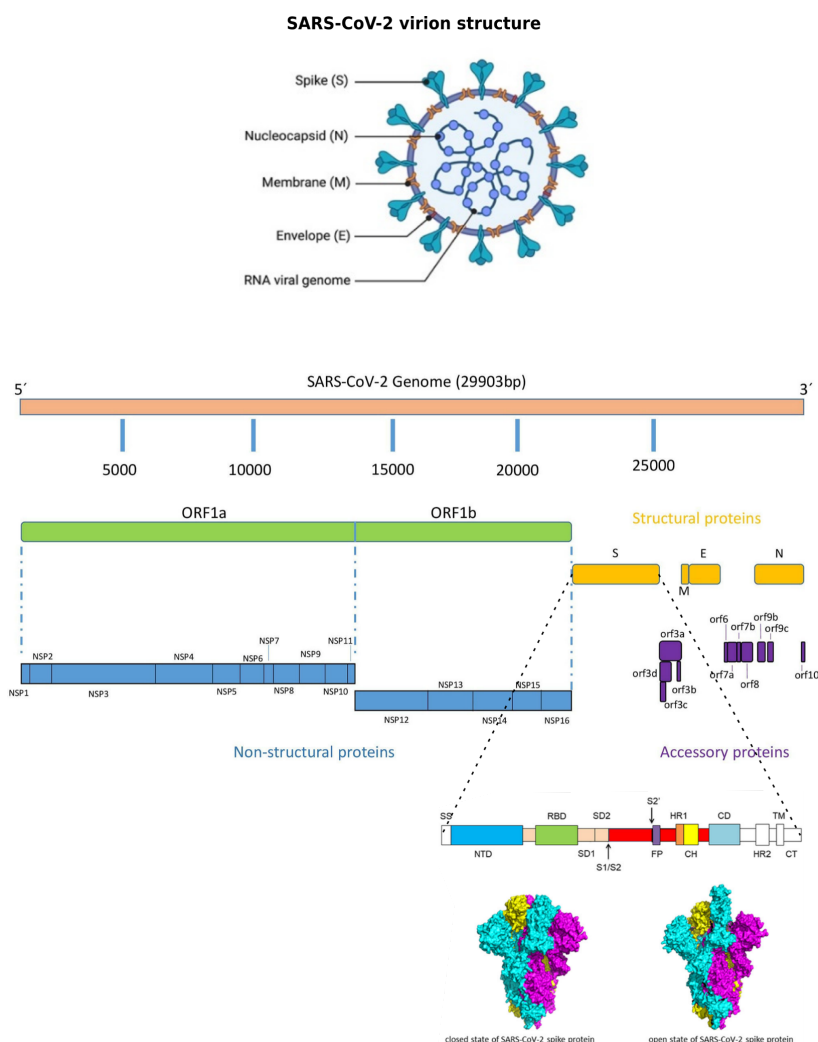 SARS-CoV-2 virion structure
Spike (S)
Nucleocapsid (N)
Membrane (M)
Envelope (E)
RNA viral genome
SARS-CoV-2 Genome (29903bp)
5´ 3´
5000 10000 15000 20000 25000
ORF1a ORF1b
Structural proteins
S E N
M
orf6 orf9b
orf7b orf9c
orf3a
NSP7 NSP11
NSP2 NSP4 NSP6 NSP9
orf3d orf7a orf8 orf10
NSP13 NSP15
orf3b
NSP1 NSP3 NSP5 NSP8 NSP10
orf3c
NSP12 NSP14 NSP16
Non-structural proteins Accessory proteins
S2'
SS RBD SD2 HR1 CD TM
NTD SD1 FP CH HR2 CT
S1/S2
closed state of SARS-CoV-2 spike protein open state of SARS-CoV-2 spike protein